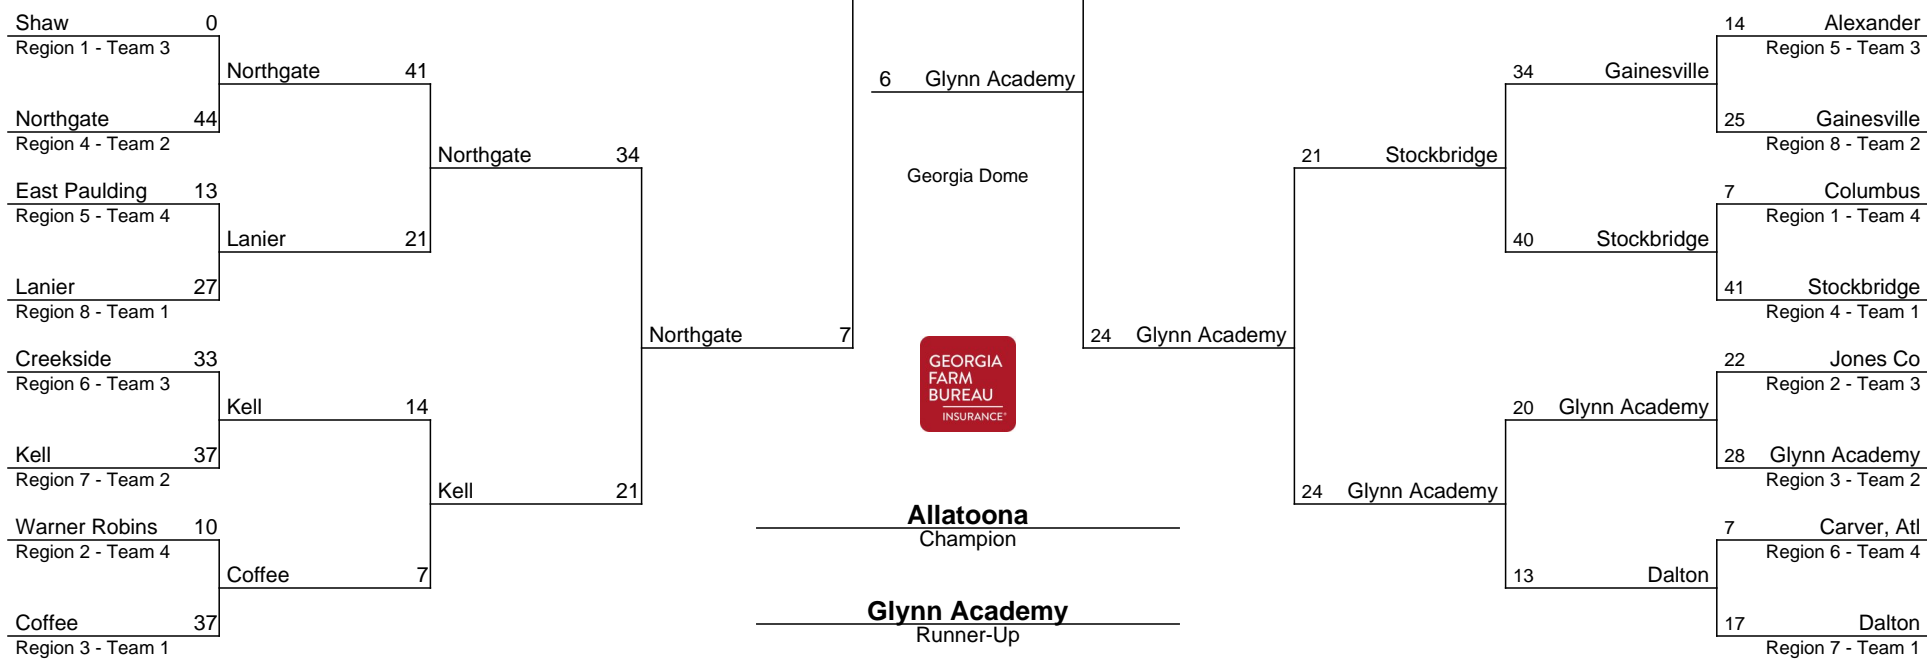 Shaw 0
Region 1 - Team 3
Northgate 41
Northgate 44
Region 4 - Team 2
Northgate 34
East Paulding 13
Region 5 - Team 4
Lanier 21
Lanier 27
Region 8 - Team 1
Northgate 7
Creekside 33
Region 6 - Team 3
Kell 14
Kell 37
Region 7 - Team 2
Kell 21
Warner Robins 10
Region 2 - Team 4
Coffee 7
Coffee 37
Region 3 - Team 1
6 Glynn Academy
Georgia Dome
GEORGIA
FARM
BUREAU
INSURANCE®
Allatoona
Champion
Glynn Academy
Runner-Up
14 Alexander
Region 5 - Team 3
34 Gainesville
25 Gainesville
Region 8 - Team 2
21 Stockbridge
7 Columbus
Region 1 - Team 4
40 Stockbridge
41 Stockbridge
Region 4 - Team 1
24 Glynn Academy
22 Jones Co
Region 2 - Team 3
20 Glynn Academy
28 Glynn Academy
Region 3 - Team 2
24 Glynn Academy
7 Carver, Atl
Region 6 - Team 4
13 Dalton
17 Dalton
Region 7 - Team 1